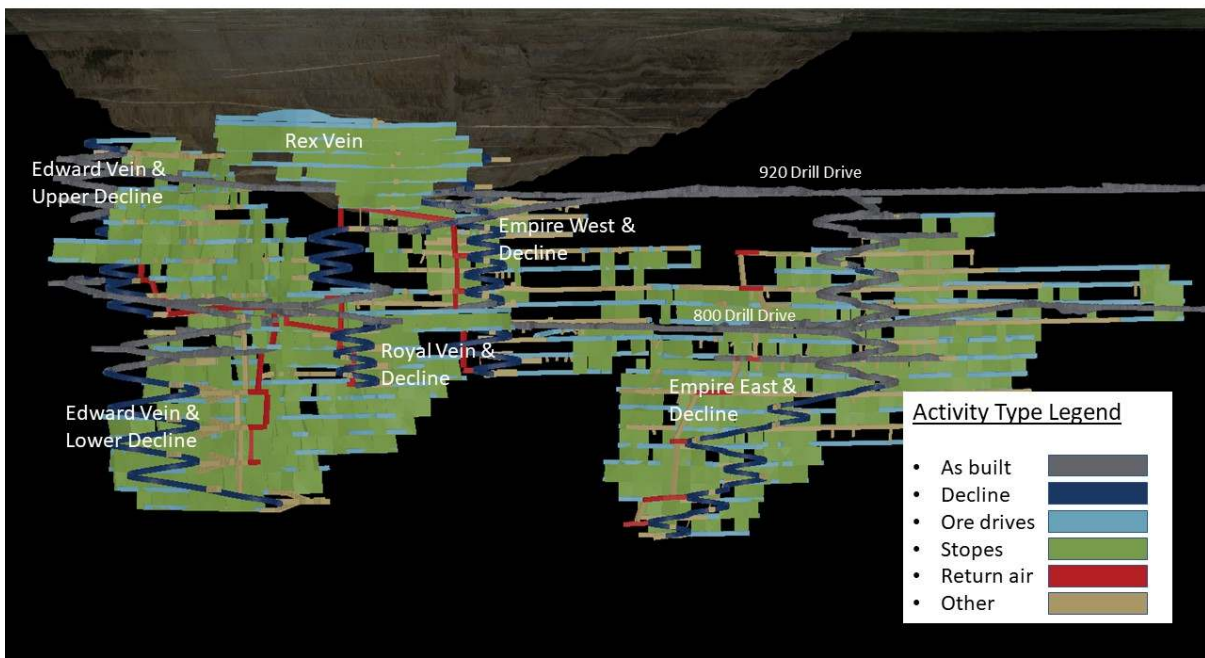 Rex Vein
Edward Vein &
Upper Decline
920 Drill Drive
Empire West &
Decline
800 Drill Drive
Royal Vein &
Decline
Empire East &
Decline
Edward Vein &
Lower Decline
Activity Type Legend
• As built
• Decline
• Ore drives
• Stopes
• Return air
• Other